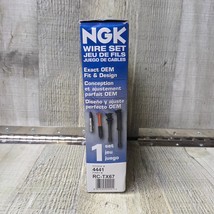 NGK
WIRE SET
JEU DE FILS
JUEGO DE CABLES
Exact OEM
Fit & Design
Conception
et ajustement
parfait OEM
Diseño y ajuste
perfecto OEM
1 set
jeu
juego
4441
RC-TX67